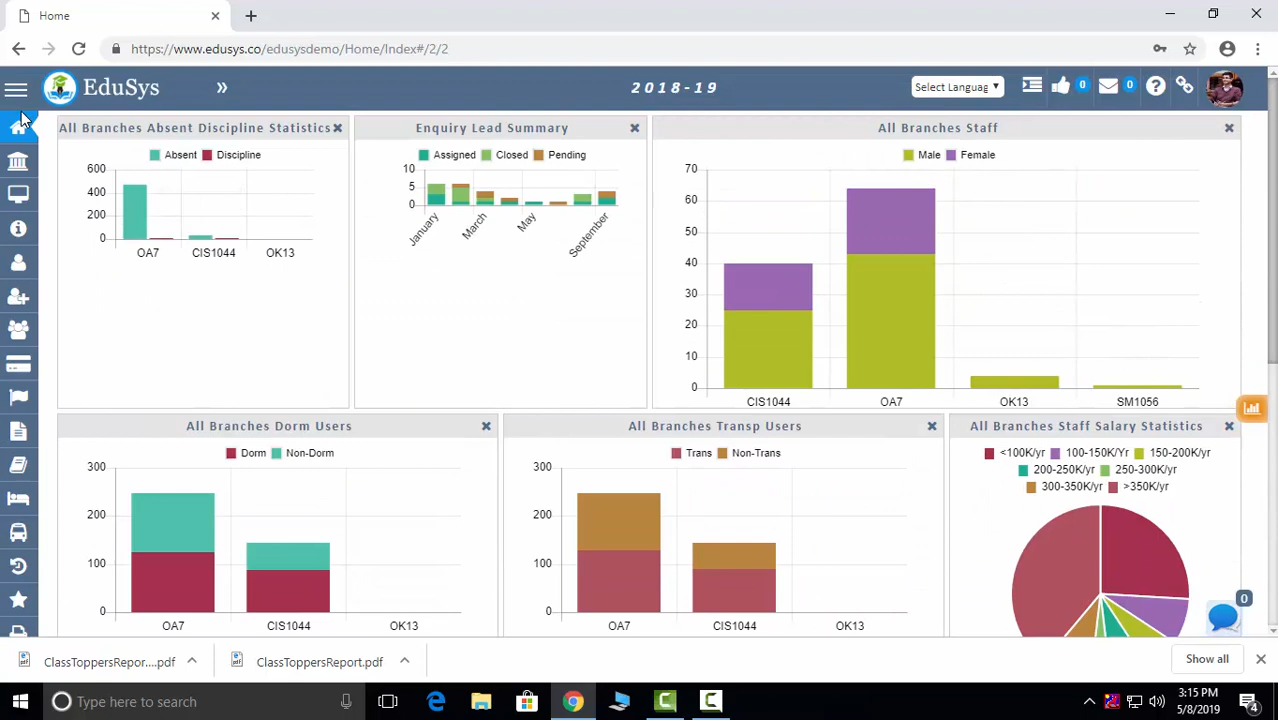 Home
https://www.edusys.co/edusysdemo/Home/Index#/2/2
EduSys
»
2018-19
Select Languag
0
0
All Branches Absent Discipline Statistics
Absent Discipline
600
400
200
0
OA7 CIS1044 OK13
Enquiry Lead Summary
Assigned Closed Pending
10
5
0
January March May September
All Branches Staff
Male Female
70
60
50
40
30
20
10
0
CIS1044 OA7 OK13 SM1056
All Branches Dorm Users
Dorm Non-Dorm
300
200
100
0
OA7 CIS1044 OK13
All Branches Transp Users
Trans Non-Trans
300
200
100
0
OA7 CIS1044 OK13
All Branches Staff Salary Statistics
<100K/yr 100-150K/Yr 150-200K/yr
200-250K/yr 250-300K/yr
300-350K/yr >350K/yr
0
ClassToppersRepor....pdf
ClassToppersReport.pdf
Show all
Type here to search
3:15 PM
5/8/2019
4